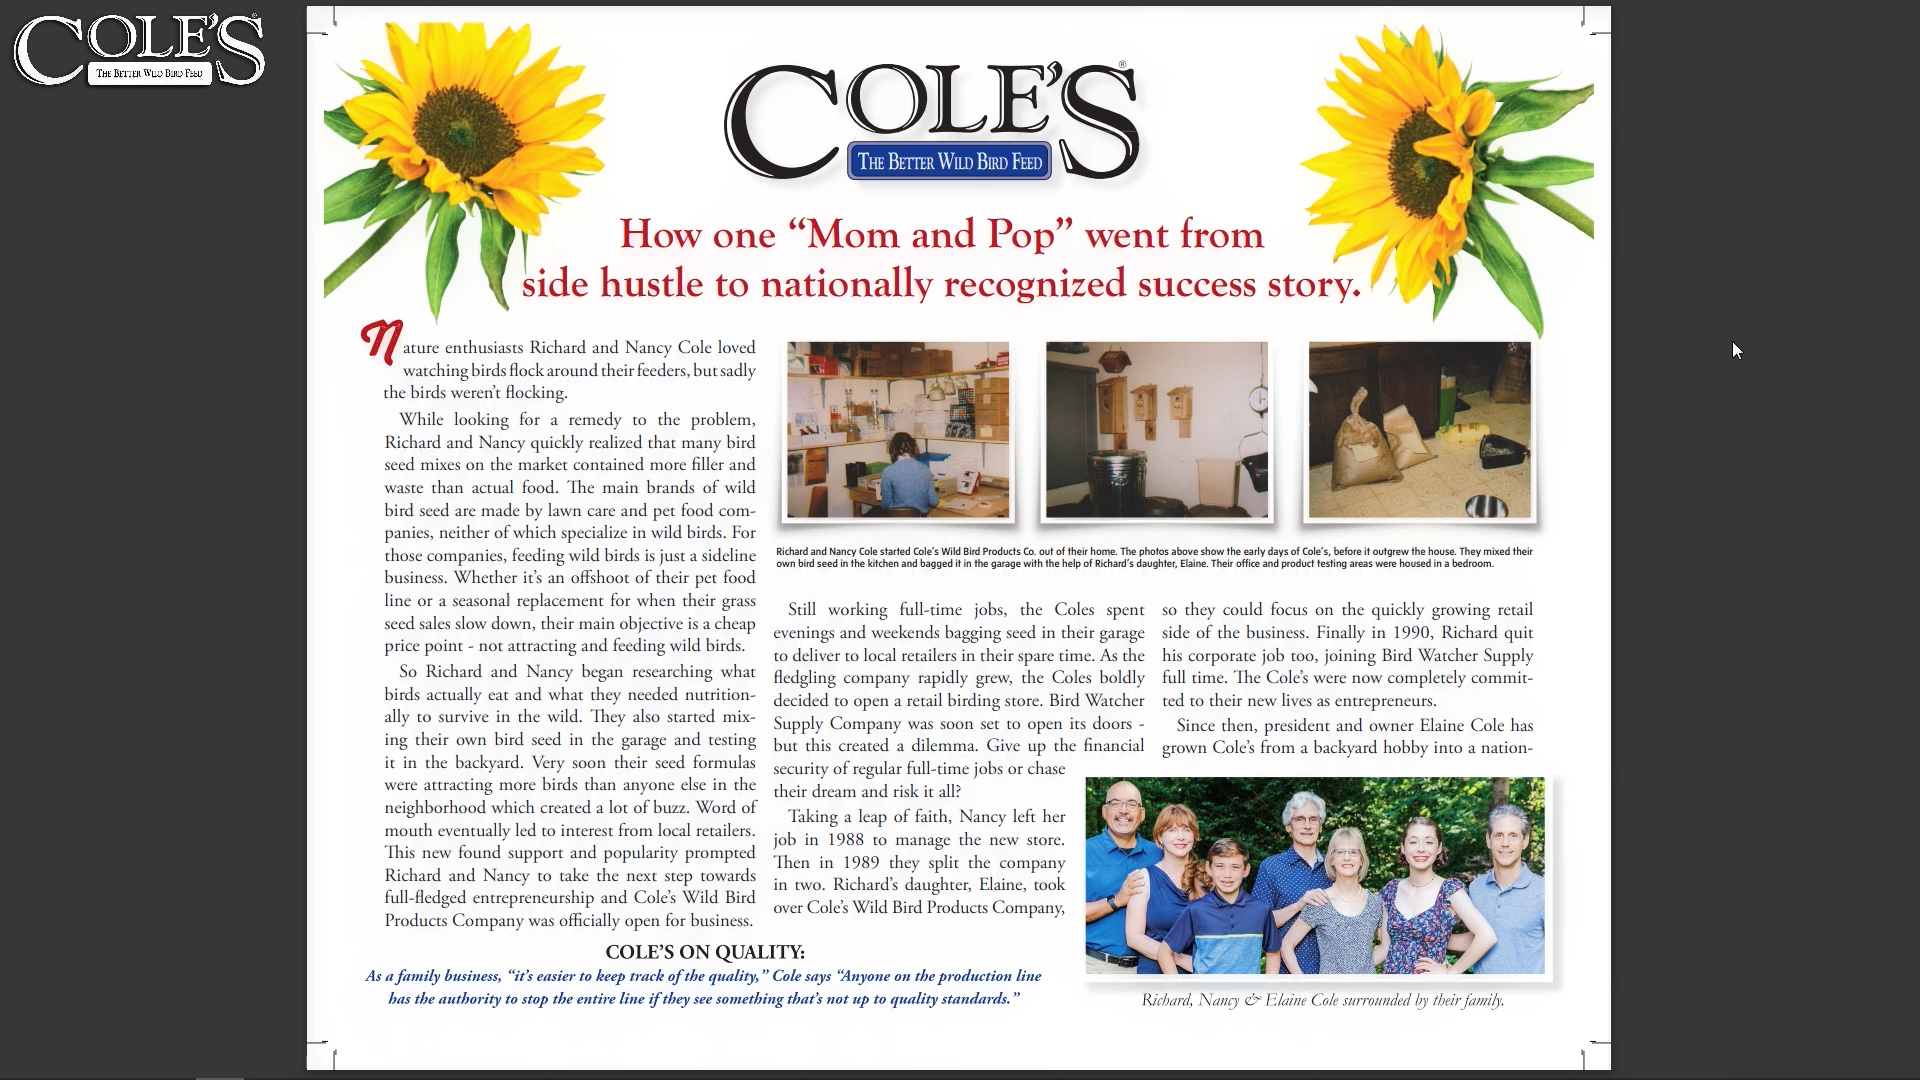 COLE'S®
THE BETTER WILD BIRD FEED
COLE'S®
THE BETTER WILD BIRD FEED
How one “Mom and Pop” went from
side hustle to nationally recognized success story.
Nature enthusiasts Richard and Nancy Cole loved
watching birds flock around their feeders, but sadly
the birds weren’t flocking.
While looking for a remedy to the problem,
Richard and Nancy quickly realized that many bird
seed mixes on the market contained more filler and
waste than actual food. The main brands of wild
bird seed are made by lawn care and pet food com-
panies, neither of which specialize in wild birds. For
those companies, feeding wild birds is just a sideline
business. Whether it’s an offshoot of their pet food
line or a seasonal replacement for when their grass
seed sales slow down, their main objective is a cheap
price point - not attracting and feeding wild birds.
So Richard and Nancy began researching what
birds actually eat and what they needed nutrition-
ally to survive in the wild. They also started mix-
ing their own bird seed in the garage and testing
it in the backyard. Very soon their seed formulas
were attracting more birds than anyone else in the
neighborhood which created a lot of buzz. Word of
mouth eventually led to interest from local retailers.
This new found support and popularity prompted
Richard and Nancy to take the next step towards
full-fledged entrepreneurship and Cole’s Wild Bird
Products Company was officially open for business.
Richard and Nancy Cole started Cole’s Wild Bird Products Co. out of their home. The photos above show the early days of Cole’s, before it outgrew the house. They mixed their
own bird seed in the kitchen and bagged it in the garage with the help of Richard’s daughter, Elaine. Their office and product testing areas were housed in a bedroom.
Still working full-time jobs, the Coles spent
evenings and weekends bagging seed in their garage
to deliver to local retailers in their spare time. As the
fledgling company rapidly grew, the Coles boldly
decided to open a retail birding store. Bird Watcher
Supply Company was soon set to open its doors -
but this created a dilemma. Give up the financial
security of regular full-time jobs or chase
their dream and risk it all?
Taking a leap of faith, Nancy left her
job in 1988 to manage the new store.
Then in 1989 they split the company
in two. Richard’s daughter, Elaine, took
over Cole’s Wild Bird Products Company,
so they could focus on the quickly growing retail
side of the business. Finally in 1990, Richard quit
his corporate job too, joining Bird Watcher Supply
full time. The Cole’s were now completely commit-
ted to their new lives as entrepreneurs.
Since then, president and owner Elaine Cole has
grown Cole’s from a backyard hobby into a nation-
COLE’S ON QUALITY:
As a family business, “it’s easier to keep track of the quality,” Cole says “Anyone on the production line
has the authority to stop the entire line if they see something that’s not up to quality standards.”
Richard, Nancy & Elaine Cole surrounded by their family.